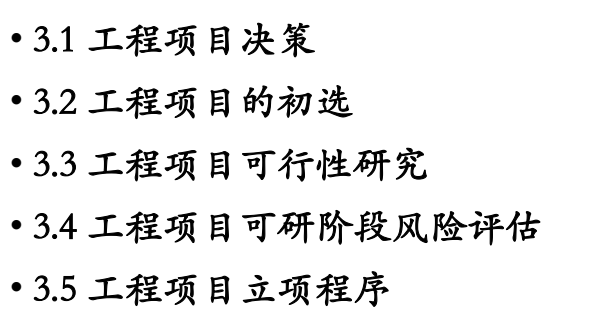 • 3.1 工程项目决策
• 3.2 工程项目的初选
• 3.3 工程项目可行性研究
• 3.4 工程项目可研阶段风险评估
• 3.5 工程项目立项程序